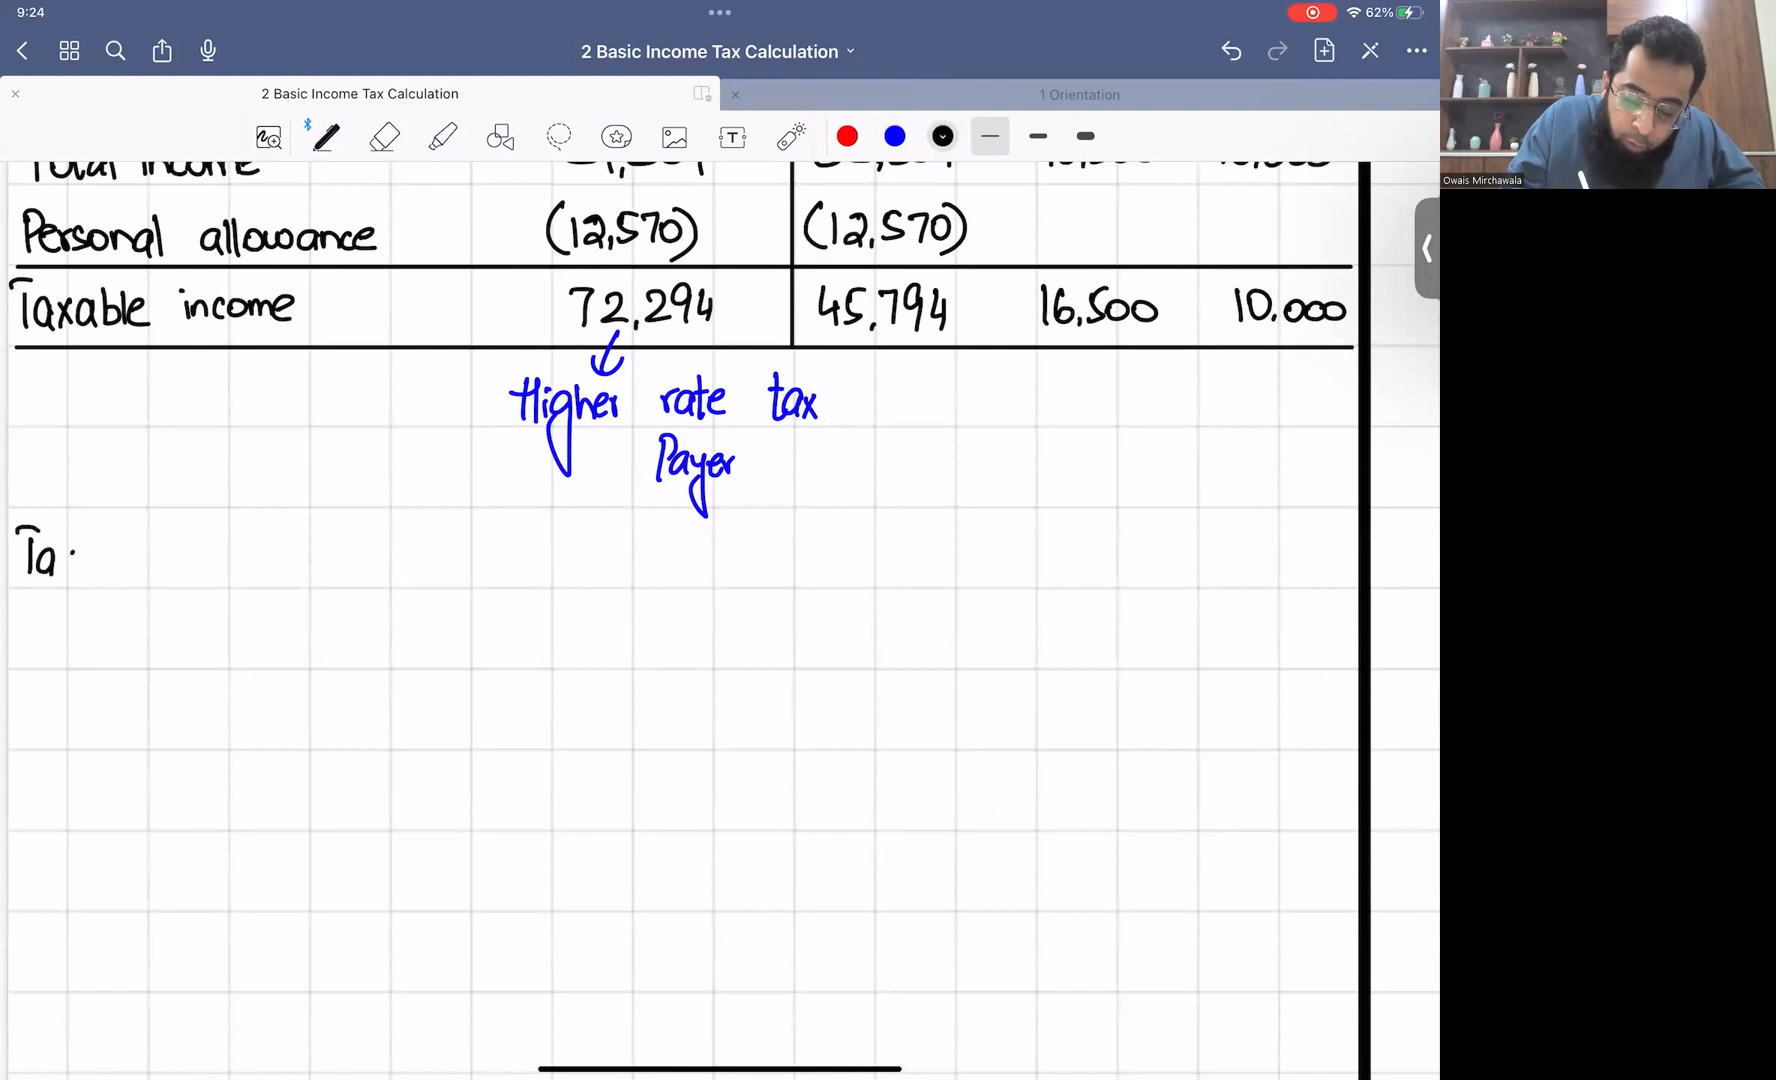 9:24
62%
2 Basic Income Tax Calculation
2 Basic Income Tax Calculation
1 Orientation
Owais Mirchawala
Total income
Personal allowance (12,570) (12,570)
Taxable income 72,294 45,794 16,500 10,000
Higher rate tax
Payer
Ta